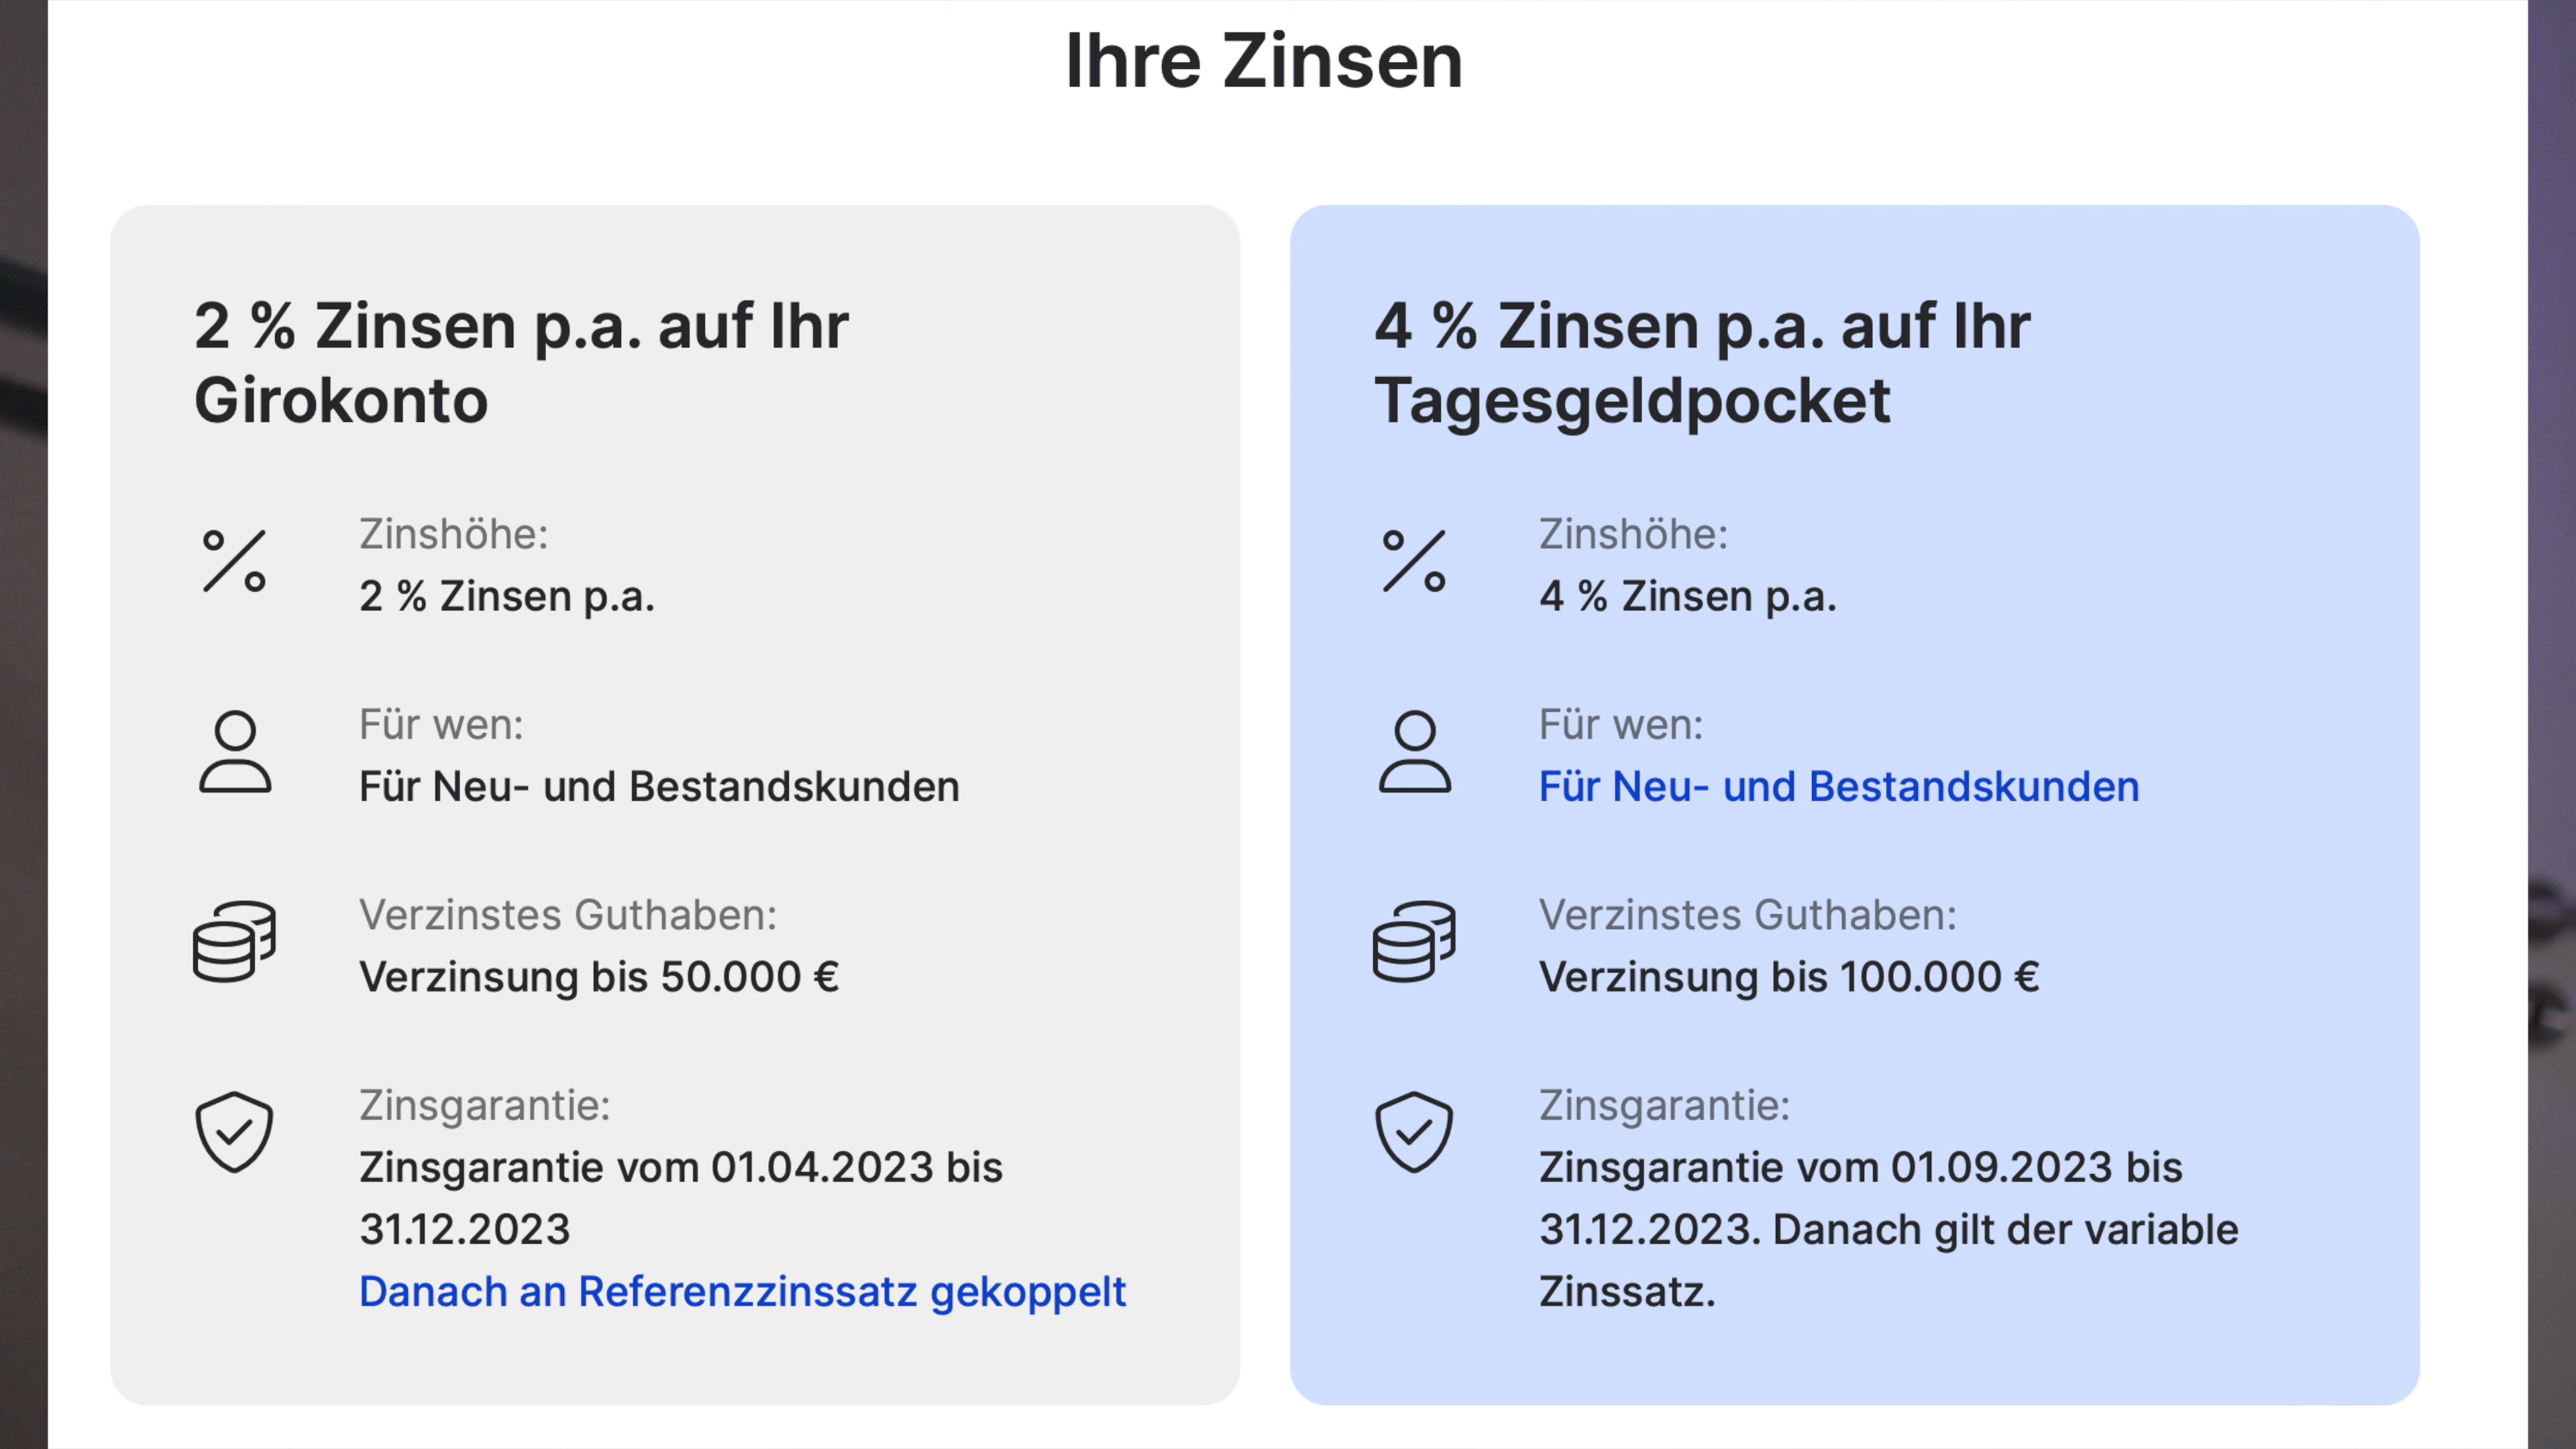 Ihre Zinsen
2 % Zinsen p.a. auf Ihr
Girokonto
Zinshöhe:
2 % Zinsen p.a.
Für wen:
Für Neu- und Bestandskunden
Verzinstes Guthaben:
Verzinsung bis 50.000 €
Zinsgarantie:
Zinsgarantie vom 01.04.2023 bis
31.12.2023
Danach an Referenzzinssatz gekoppelt
4 % Zinsen p.a. auf Ihr
Tagesgeldpocket
Zinshöhe:
4 % Zinsen p.a.
Für wen:
Für Neu- und Bestandskunden
Verzinstes Guthaben:
Verzinsung bis 100.000 €
Zinsgarantie:
Zinsgarantie vom 01.09.2023 bis
31.12.2023. Danach gilt der variable
Zinssatz.